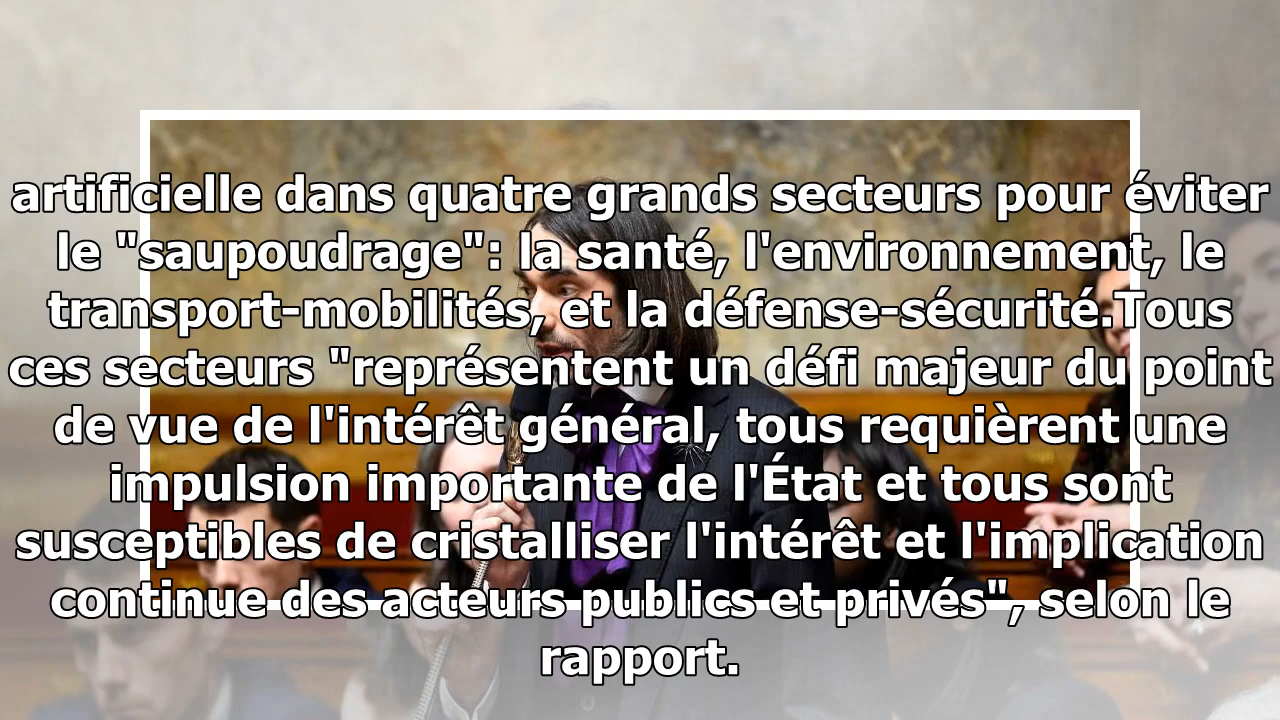 artificielle dans quatre grands secteurs pour éviter
le "saupoudrage": la santé, l'environnement, le
transport-mobilités, et la défense-sécurité.Tous
ces secteurs "représentent un défi majeur du point
de vue de l'intérêt général, tous requièrent une
impulsion importante de l'État et tous sont
susceptibles de cristalliser l'intérêt et l'implication
continue des acteurs publics et privés", selon le
rapport.